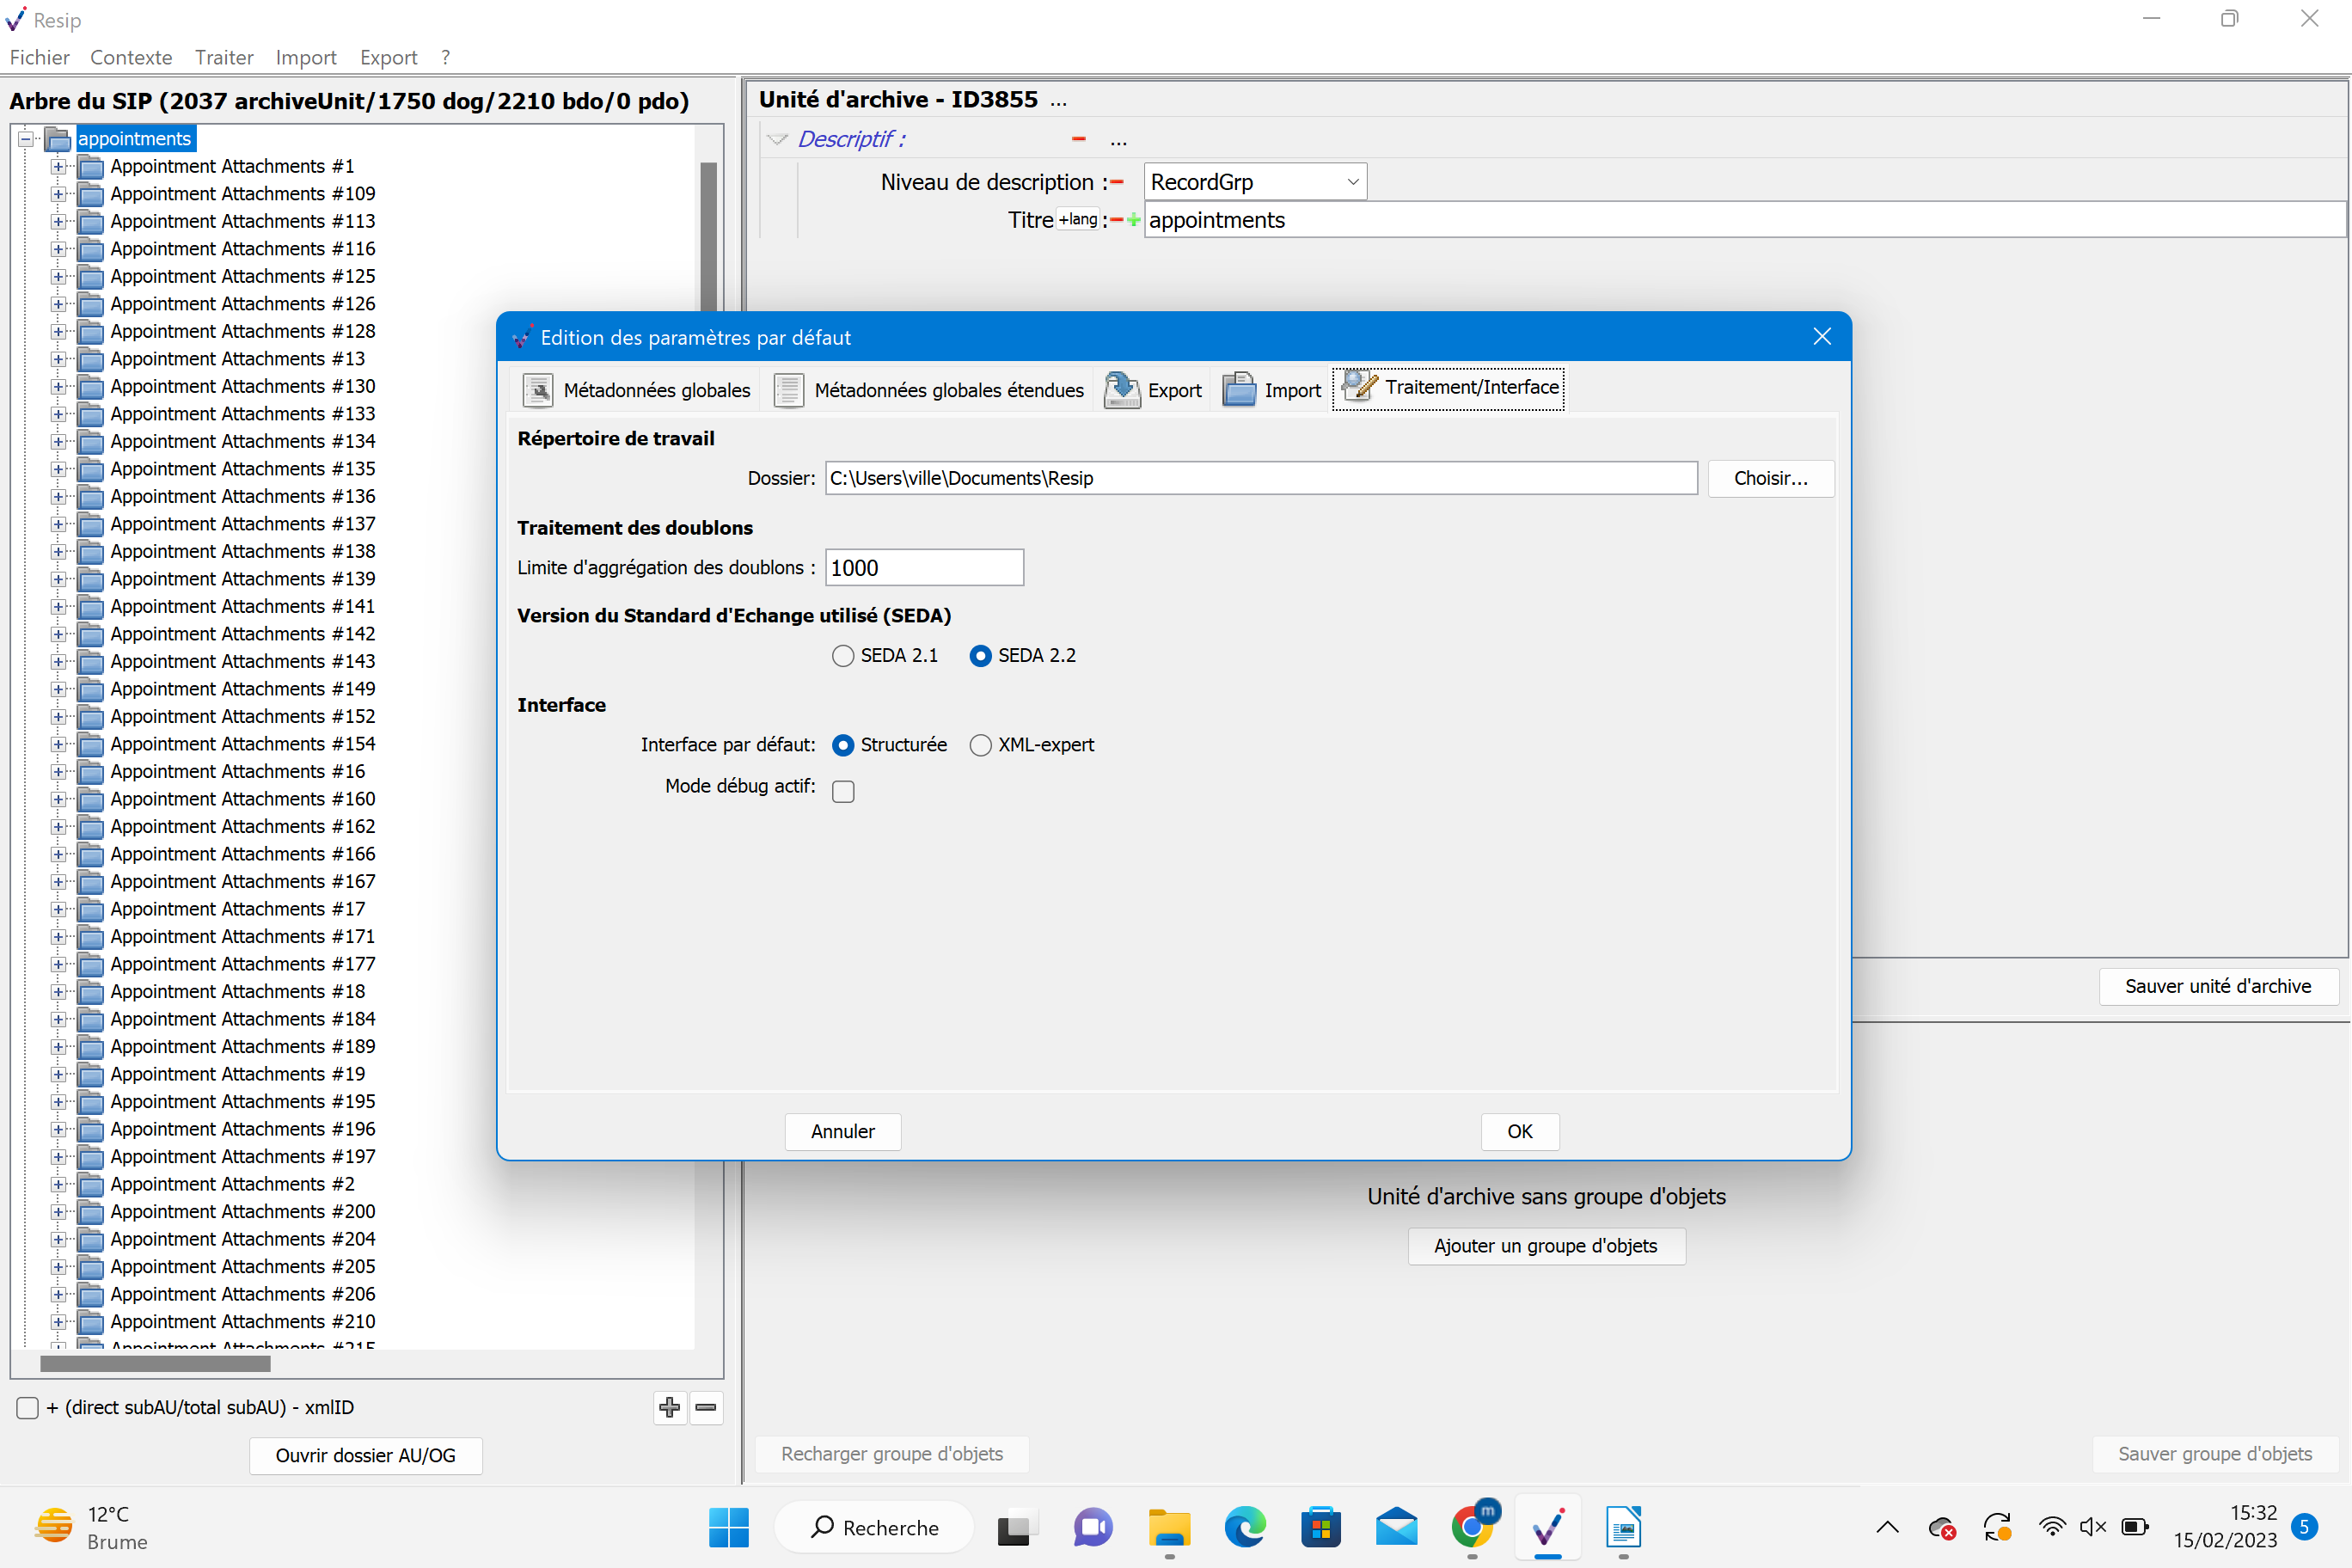 Resip
Fichier Contexte Traiter Import Export ?
Arbre du SIP (2037 archiveUnit/1750 dog/2210 bdo/0 pdo)
appointments
Appointment Attachments #1
Appointment Attachments #109
Appointment Attachments #113
Appointment Attachments #116
Appointment Attachments #125
Appointment Attachments #126
Appointment Attachments #128
Appointment Attachments #13
Appointment Attachments #130
Appointment Attachments #133
Appointment Attachments #134
Appointment Attachments #135
Appointment Attachments #136
Appointment Attachments #137
Appointment Attachments #138
Appointment Attachments #139
Appointment Attachments #141
Appointment Attachments #142
Appointment Attachments #143
Appointment Attachments #149
Appointment Attachments #152
Appointment Attachments #154
Appointment Attachments #16
Appointment Attachments #160
Appointment Attachments #162
Appointment Attachments #166
Appointment Attachments #167
Appointment Attachments #17
Appointment Attachments #171
Appointment Attachments #177
Appointment Attachments #18
Appointment Attachments #184
Appointment Attachments #189
Appointment Attachments #19
Appointment Attachments #195
Appointment Attachments #196
Appointment Attachments #197
Appointment Attachments #2
Appointment Attachments #200
Appointment Attachments #204
Appointment Attachments #205
Appointment Attachments #206
Appointment Attachments #210
Appointment Attachments #215
+ (direct subAU/total subAU) - xmlID
Ouvrir dossier AU/OG
Unité d'archive - ID3855 ...
Descriptif : ...
Niveau de description : RecordGrp
Titre +lang : appointments
Edition des paramètres par défaut
Métadonnées globales Métadonnées globales étendues Export Import Traitement/Interface
Répertoire de travail
Dossier: C:\Users\ville\Documents\Resip Choisir...
Traitement des doublons
Limite d'aggrégation des doublons : 1000
Version du Standard d'Echange utilisé (SEDA)
SEDA 2.1 SEDA 2.2
Interface
Interface par défaut: Structurée XML-expert
Mode débug actif:
Annuler OK
Sauver unité d'archive
Unité d'archive sans groupe d'objets
Ajouter un groupe d'objets
Recharger groupe d'objets Sauver groupe d'objets
12°C
Brume
Recherche
m
15:32
15/02/2023
5